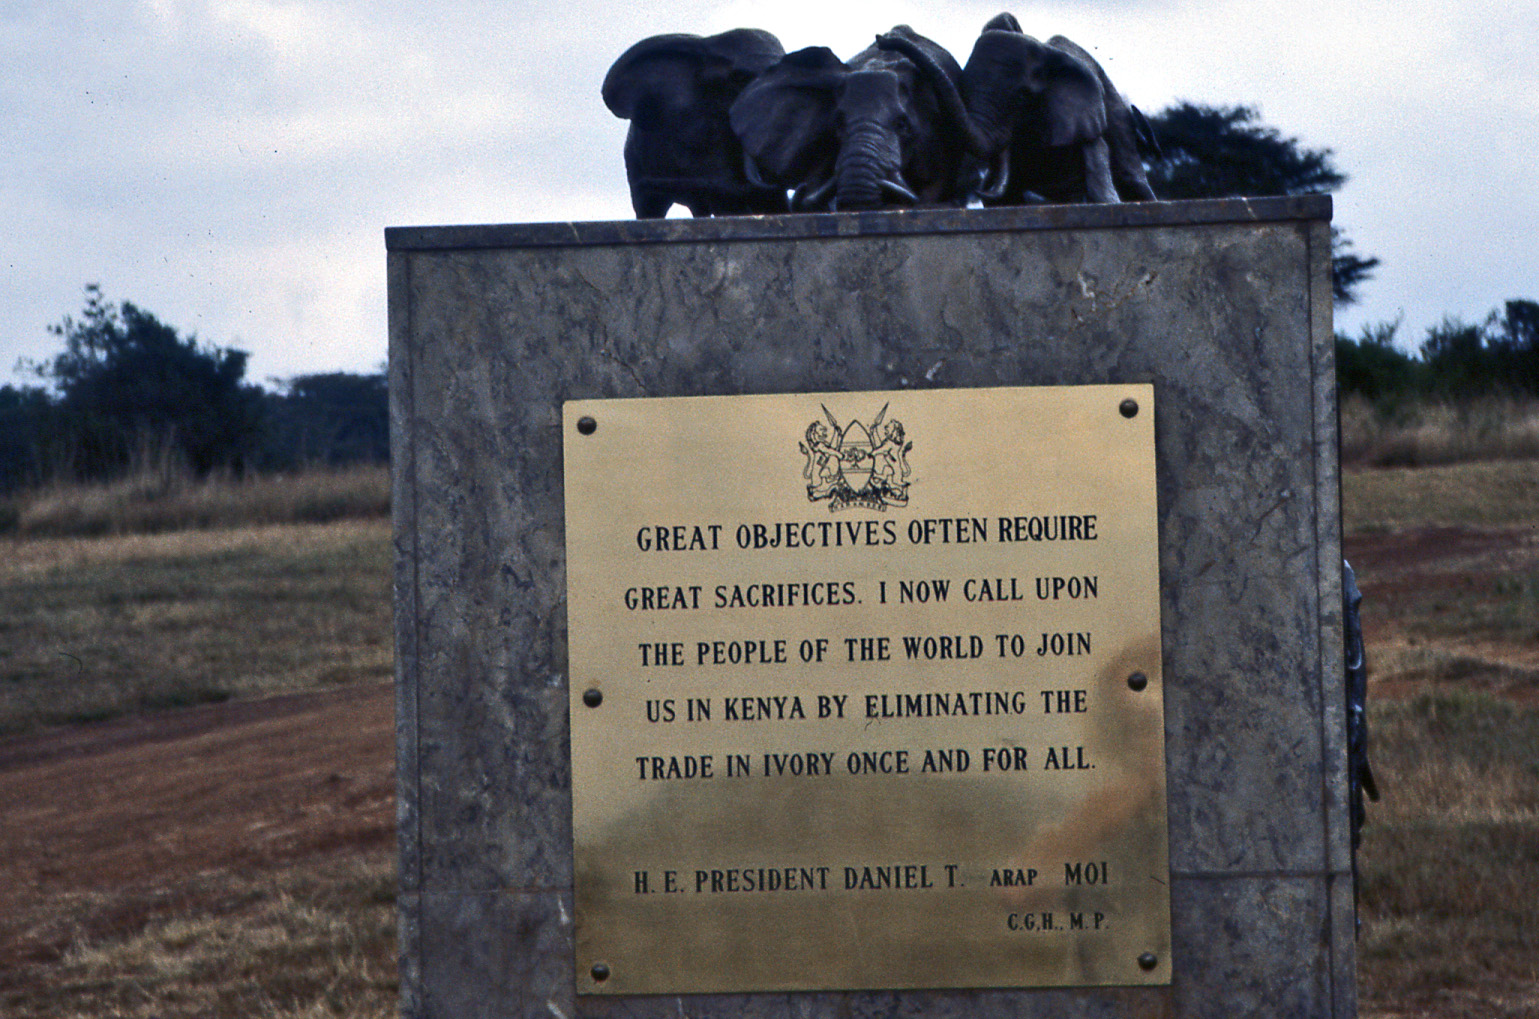 GREAT OBJECTIVES OFTEN REQUIRE
GREAT SACRIFICES. I NOW CALL UPON
THE PEOPLE OF THE WORLD TO JOIN
US IN KENYA BY ELIMINATING THE
TRADE IN IVORY ONCE AND FOR ALL.
H. E. PRESIDENT DANIEL T. ARAP MOI
C.G,H., M. P.